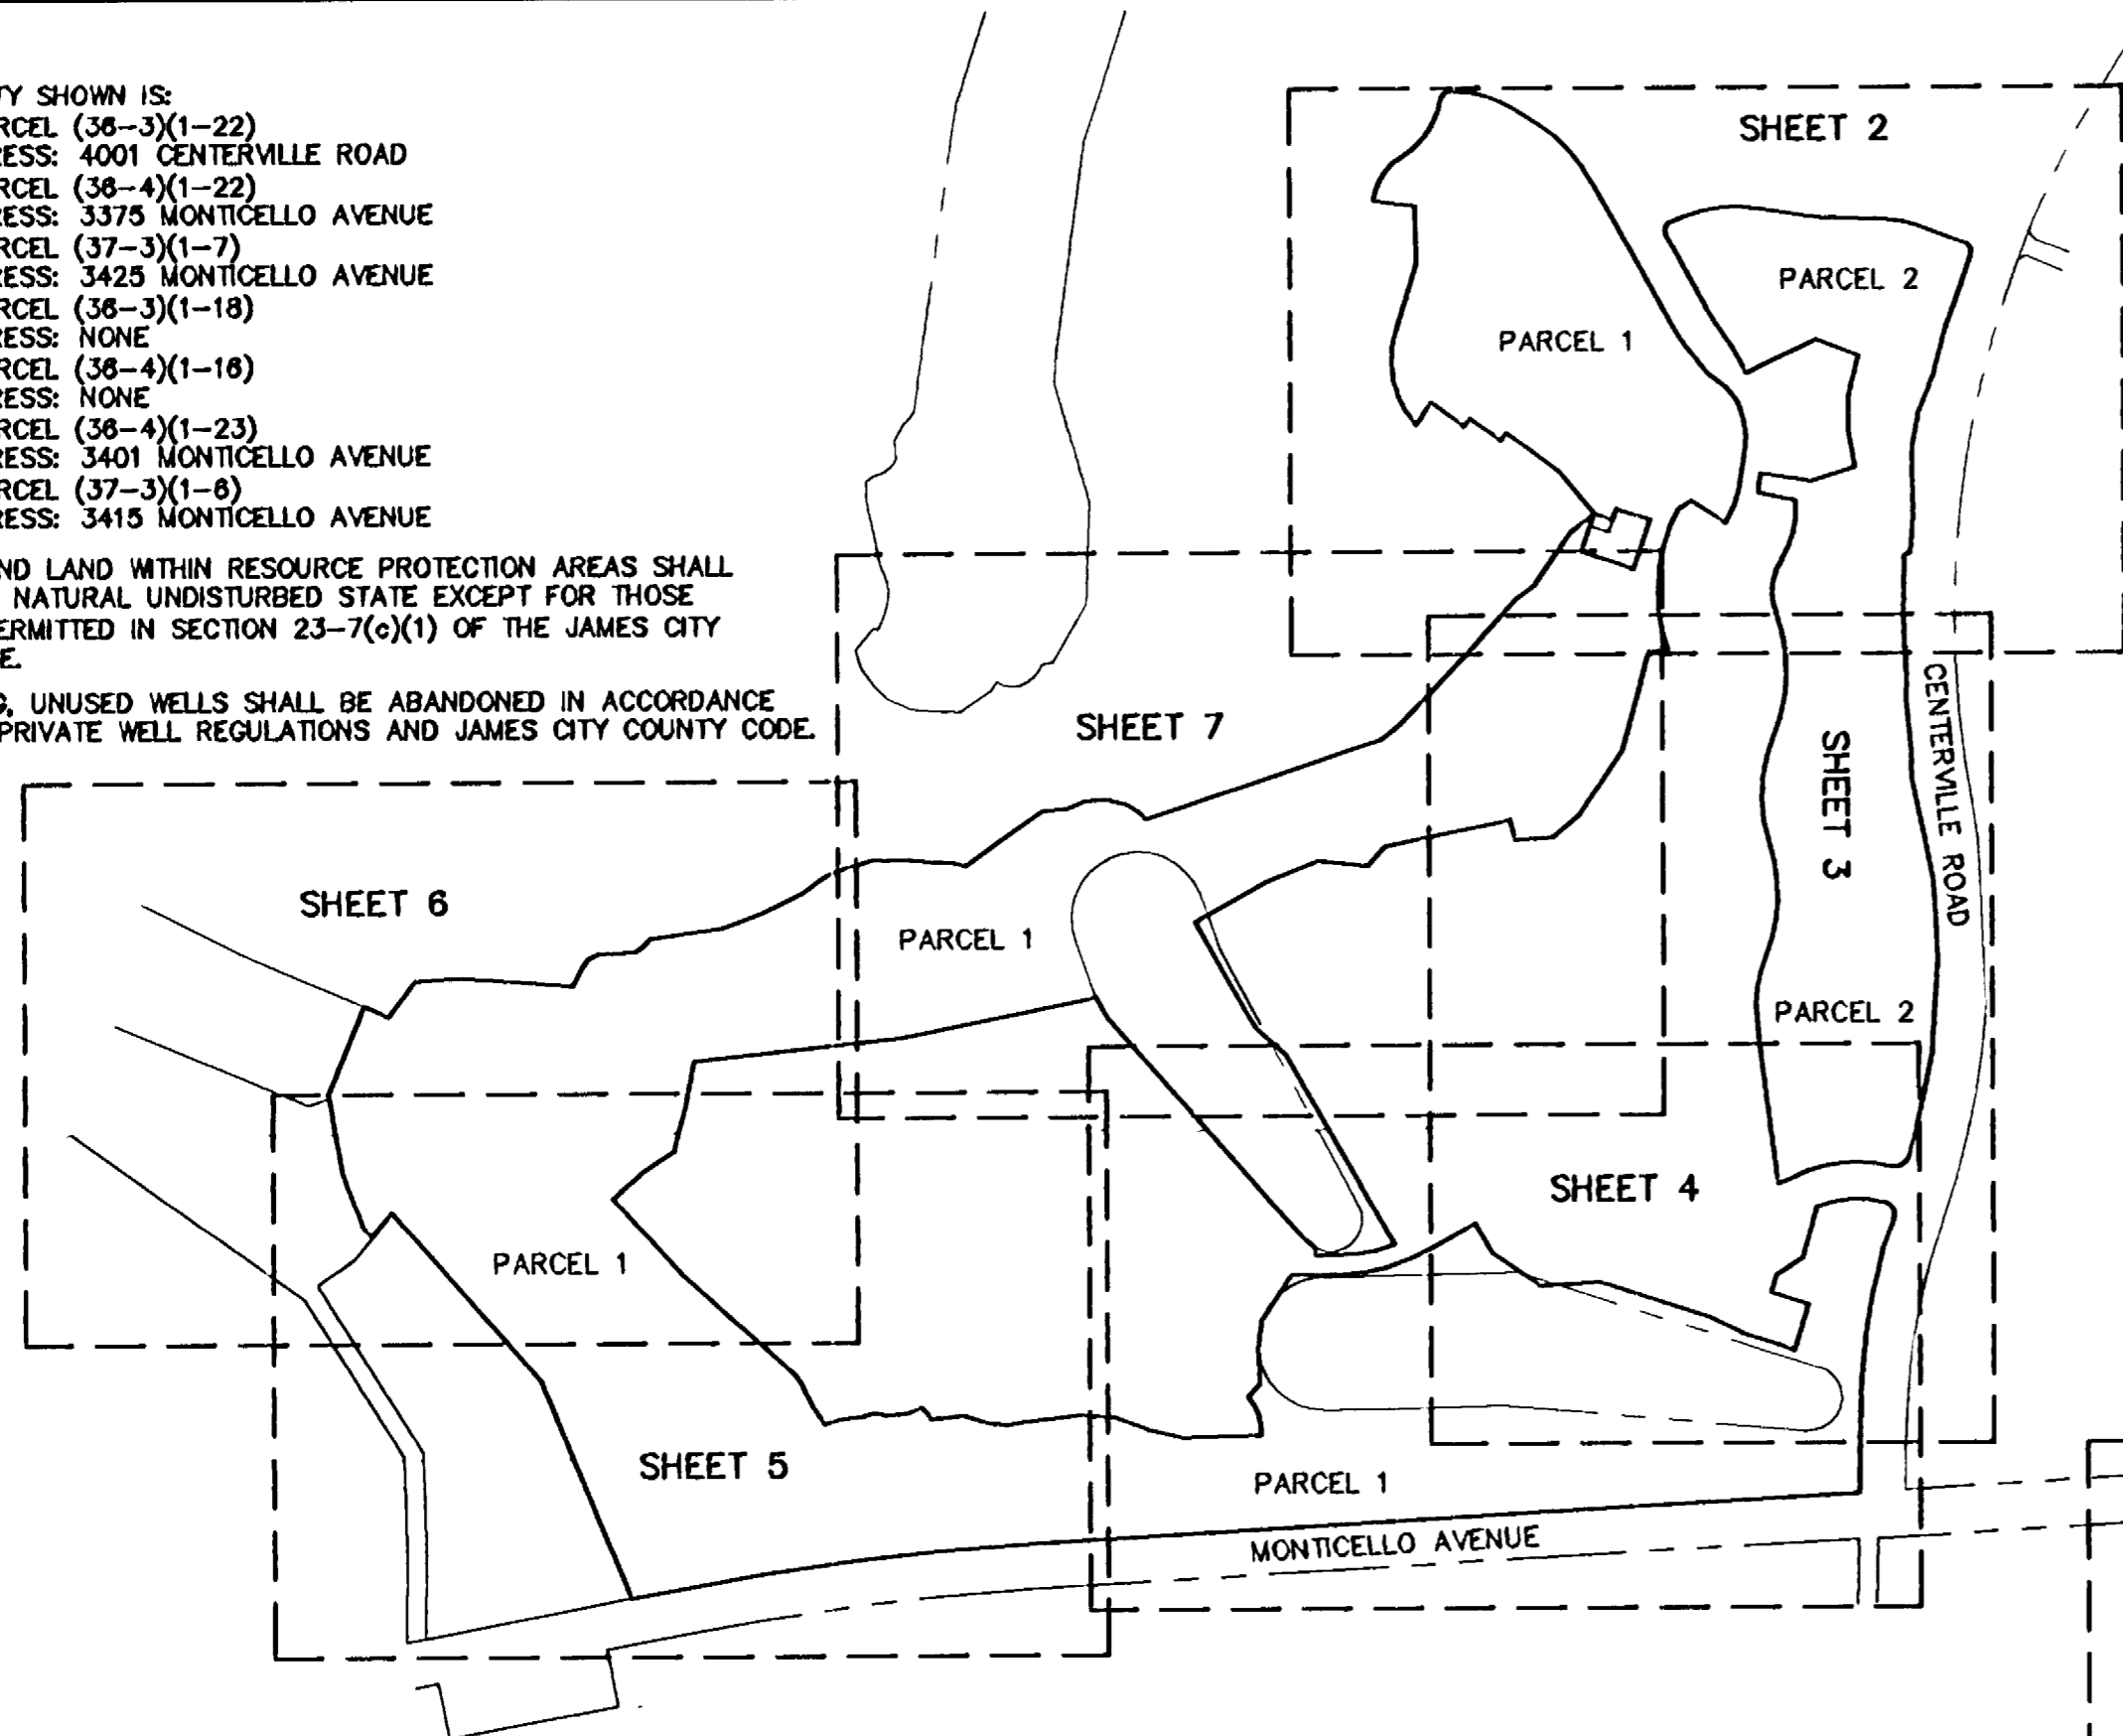 TY SHOWN IS:
RCEL (36-3)(1-22)
RESS: 4001 CENTERVILLE ROAD
RCEL (36-4)(1-22)
RESS: 3375 MONTICELLO AVENUE
RCEL (37-3)(1-7)
RESS: 3425 MONTICELLO AVENUE
RCEL (36-3)(1-18)
RESS: NONE
RCEL (36-4)(1-16)
RESS: NONE
RCEL (36-4)(1-23)
RESS: 3401 MONTICELLO AVENUE
RCEL (37-3)(1-6)
RESS: 3415 MONTICELLO AVENUE
ND LAND WITHIN RESOURCE PROTECTION AREAS SHALL
NATURAL UNDISTURBED STATE EXCEPT FOR THOSE
ERMITTED IN SECTION 23-7(c)(1) OF THE JAMES CITY
E.
G, UNUSED WELLS SHALL BE ABANDONED IN ACCORDANCE
PRIVATE WELL REGULATIONS AND JAMES CITY COUNTY CODE.
SHEET 2
PARCEL 2
PARCEL 1
SHEET 7
SHEET 3
CENTERVILLE ROAD
SHEET 6
PARCEL 1
PARCEL 2
SHEET 4
PARCEL 1
SHEET 5
PARCEL 1
MONTICELLO AVENUE